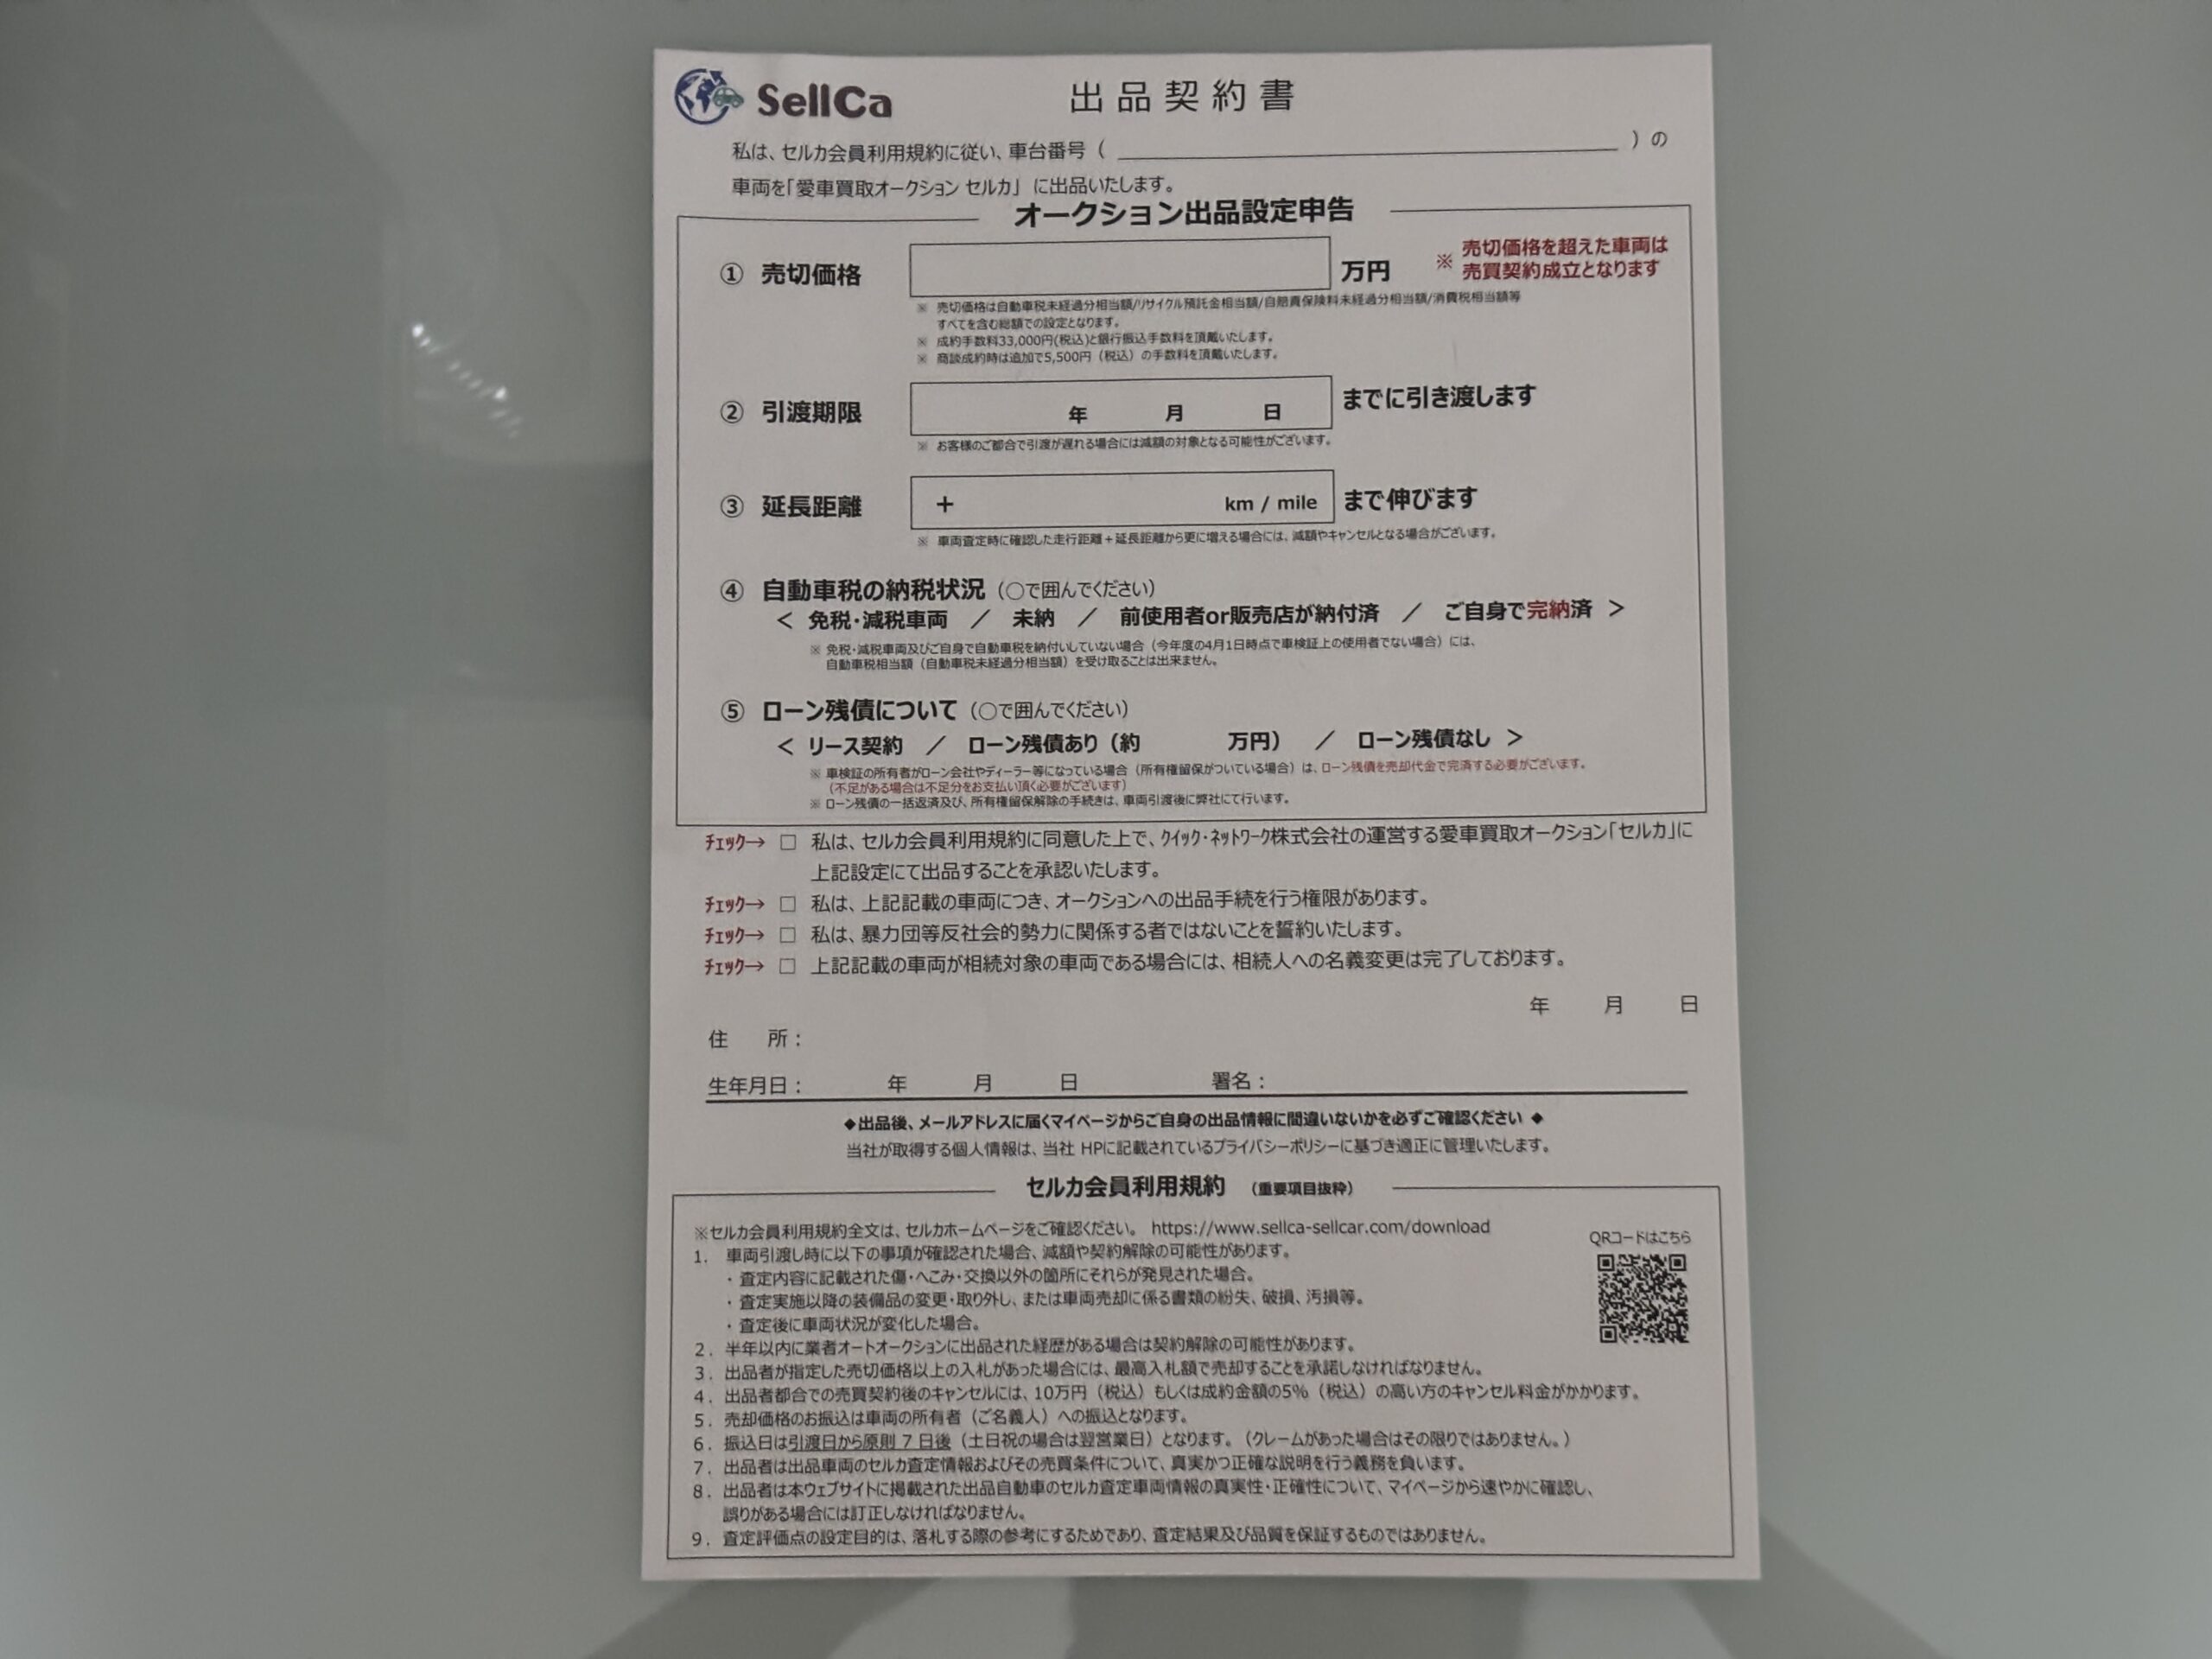 SellCa 出品契約書
私は、セルカ会員利用規約に従い、車台番号（　　　）の
車両を「愛車買取オークション セルカ」に出品いたします。
オークション出品設定申告
① 売切価格　　　万円　※ 売切価格を超えた車両は
売買契約成立となります
※ 売切価格は自動車税未経過分相当額/リサイクル預託金相当額/自賠責保険料未経過分相当額/消費税相当額等
すべてを含む総額での設定となります。
※ 成約手数料33,000円(税込)と銀行振込手数料を頂戴いたします。
※ 商談成約時は追加で5,500円（税込）の手数料を頂戴いたします。
② 引渡期限　　　年　　月　　日 までに引き渡します
※ お客様のご都合で引渡が遅れる場合には減額の対象となる可能性がございます。
③ 延長距離　＋　　　km / mile まで伸びます
※ 車両査定時に確認した走行距離＋延長距離から更に増える場合には、減額やキャンセルとなる場合がございます。
④ 自動車税の納税状況（○で囲んでください）
＜ 免税・減税車両 ／ 未納 ／ 前使用者or販売店が納付済 ／ ご自身で完納済 ＞
※ 免税・減税車両及びご自身で自動車税を納付いしていない場合（今年度の4月1日時点で車検証上の使用者でない場合）には、
自動車税相当額（自動車税未経過分相当額）を受け取ることは出来ません。
⑤ ローン残債について（○で囲んでください）
＜ リース契約 ／ ローン残債あり（約　　　万円） ／ ローン残債なし ＞
※ 車検証の所有者がローン会社やディーラー等になっている場合（所有権留保がついている場合）は、ローン残債を売却代金で完済する必要がございます。
（不足がある場合は不足分をお支払い頂く必要がございます）
※ ローン残債の一括返済及び、所有権留保解除の手続きは、車両引渡後に弊社にて行います。
ﾁｪｯｸ→ □ 私は、セルカ会員利用規約に同意した上で、ｸｲｯｸ・ﾈｯﾄﾜｰｸ株式会社の運営する愛車買取オークション「セルカ」に
上記設定にて出品することを承認いたします。
ﾁｪｯｸ→ □ 私は、上記記載の車両につき、オークションへの出品手続を行う権限があります。
ﾁｪｯｸ→ □ 私は、暴力団等反社会的勢力に関係する者ではないことを誓約いたします。
ﾁｪｯｸ→ □ 上記記載の車両が相続対象の車両である場合には、相続人への名義変更は完了しております。
年　　月　　日
住　所：
生年月日：　　年　　月　　日　　署名：
◆出品後、メールアドレスに届くマイページからご自身の出品情報に間違いないかを必ずご確認ください ◆
当社が取得する個人情報は、当社 HPに記載されているプライバシーポリシーに基づき適正に管理いたします。
セルカ会員利用規約 （重要項目抜粋）
※セルカ会員利用規約全文は、セルカホームページをご確認ください。 https://www.sellca-sellcar.com/download
QRコードはこちら
1. 車両引渡し時に以下の事項が確認された場合、減額や契約解除の可能性があります。
・査定内容に記載された傷・へこみ・交換以外の箇所にそれらが発見された場合。
・査定実施以降の装備品の変更・取り外し、または車両売却に係る書類の紛失、破損、汚損等。
・査定後に車両状況が変化した場合。
2. 半年以内に業者オートオークションに出品された経歴がある場合は契約解除の可能性があります。
3. 出品者が指定した売切価格以上の入札があった場合には、最高入札額で売却することを承諾しなければなりません。
4. 出品者都合での売買契約後のキャンセルには、10万円（税込）もしくは成約金額の5%（税込）の高い方のキャンセル料金がかかります。
5. 売却価格のお振込は車両の所有者（ご名義人）への振込となります。
6. 振込日は引渡日から原則 7 日後（土日祝の場合は翌営業日）となります。（クレームがあった場合はその限りではありません。）
7. 出品者は出品車両のセルカ査定情報およびその売買条件について、真実かつ正確な説明を行う義務を負います。
8. 出品者は本ウェブサイトに掲載された出品自動車のセルカ査定車両情報の真実性・正確性について、マイページから速やかに確認し、
誤りがある場合には訂正しなければなりません。
9. 査定評価点の設定目的は、落札する際の参考にするためであり、査定結果及び品質を保証するものではありません。